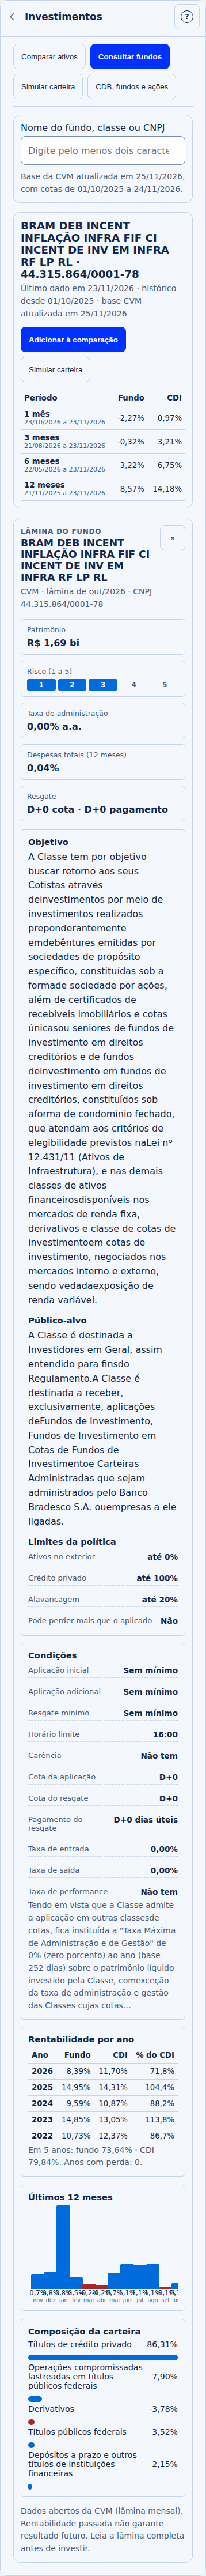 Investimentos
?
Comparar ativos
Consultar fundos
Simular carteira
CDB, fundos e ações
Nome do fundo, classe ou CNPJ
Digite pelo menos dois caracte
Base da CVM atualizada em 25/11/2026,
com cotas de 01/10/2025 a 24/11/2026.
BRAM DEB INCENT
INFLAÇÃO INFRA FIF CI
INCENT DE INV EM INFRA
RF LP RL ·
44.315.864/0001-78
Último dado em 23/11/2026 · histórico
desde 01/10/2025 · base CVM
atualizada em 25/11/2026
Adicionar à comparação
Simular carteira
Período Fundo CDI
1 mês
23/10/2026 a 23/11/2026
-2,27% 0,97%
3 meses
21/08/2026 a 23/11/2026
-0,32% 3,21%
6 meses
22/05/2026 a 23/11/2026
3,22% 6,75%
12 meses
21/11/2025 a 23/11/2026
8,57% 14,18%
LÂMINA DO FUNDO
×
BRAM DEB INCENT
INFLAÇÃO INFRA FIF CI
INCENT DE INV EM
INFRA RF LP RL
CVM · lâmina de out/2026 · CNPJ
44.315.864/0001-78
Patrimônio
R$ 1,69 bi
Risco (1 a 5)
1 2 3 4 5
Taxa de administração
0,00% a.a.
Despesas totais (12 meses)
0,04%
Resgate
D+0 cota · D+0 pagamento
Objetivo
A Classe tem por objetivo
buscar retorno aos seus
Cotistas através
deinvestimentos por meio de
investimentos realizados
preponderantemente
emdebêntures emitidas por
sociedades de propósito
específico, constituídas sob a
formade sociedade por ações,
além de certificados de
recebíveis imobiliários e cotas
únicasou seniores de fundos de
investimento em direitos
creditórios e de fundos
deinvestimento em fundos de
investimento em direitos
creditórios, constituídos sob
aforma de condomínio fechado,
que atendam aos critérios de
elegibilidade previstos naLei nº
12.431/11 (Ativos de
Infraestrutura), e nas demais
classes de ativos
financeirosdisponíveis nos
mercados de renda fixa,
derivativos e classe de cotas de
investimentoem cotas de
investimento, negociados nos
mercados interno e externo,
sendo vedadaexposição de
renda variável.
Público-alvo
A Classe é destinada a
Investidores em Geral, assim
entendido para finsdo
Regulamento.A Classe é
destinada a receber,
exclusivamente, aplicações
deFundos de Investimento,
Fundos de Investimento em
Cotas de Fundos de
Investimentoe Carteiras
Administradas que sejam
administrados pelo Banco
Bradesco S.A. ouempresas a ele
ligadas.
Limites da política
Ativos no exterior até 0%
Crédito privado até 100%
Alavancagem até 20%
Pode perder mais que o aplicado Não
Condições
Aplicação inicial Sem mínimo
Aplicação adicional Sem mínimo
Resgate mínimo Sem mínimo
Horário limite 16:00
Carência Não tem
Cota da aplicação D+0
Cota do resgate D+0
Pagamento do
resgate
D+0 dias úteis
Taxa de entrada 0,00%
Taxa de saída 0,00%
Taxa de performance Não tem
Tendo em vista que a Classe admite
a aplicação em outras classesde
cotas, fica instituída a "Taxa Máxima
de Administração e de Gestão" de
0% (zero porcento) ao ano (base
252 dias) sobre o patrimônio líquido
investido pela Classe, comexceção
da taxa de administração e gestão
das Classes cujas cotas…
Rentabilidade por ano
Ano Fundo CDI % do CDI
2026 8,39% 11,70% 71,8%
2025 14,95% 14,31% 104,4%
2024 9,59% 10,87% 88,2%
2023 14,85% 13,05% 113,8%
2022 10,73% 12,37% 86,7%
Em 5 anos: fundo 73,64% · CDI
79,84%. Anos com perda: 0.
Últimos 12 meses
nov dez jan fev mar abr mai jun jul ago set
Composição da carteira
Títulos de crédito privado 86,31%
Operações compromissadas
lastreadas em títulos
públicos federais
7,90%
Derivativos -3,78%
Títulos públicos federais 3,52%
Depósitos a prazo e outros
títulos de instituições
financeiras
2,15%
Dados abertos da CVM (lâmina mensal).
Rentabilidade passada não garante
resultado futuro. Leia a lâmina completa
antes de investir.